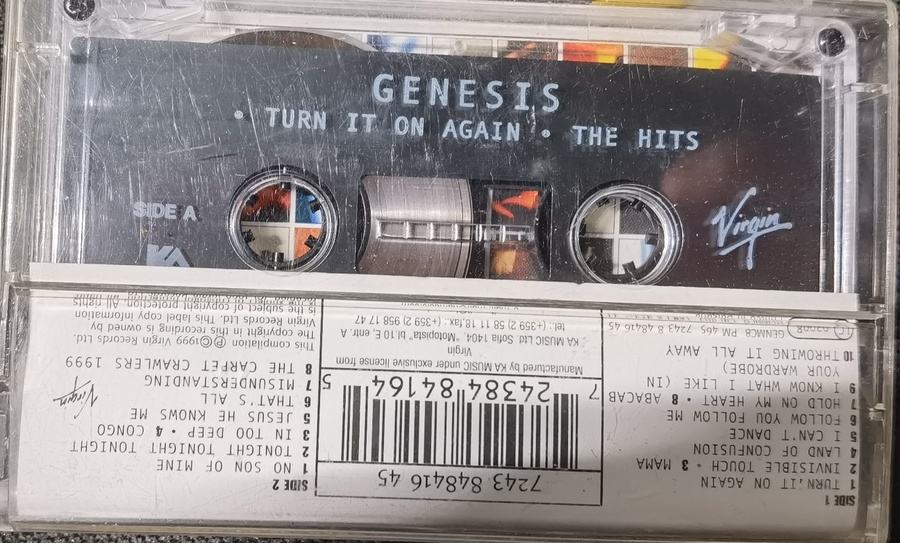 GENESIS
• TURN IT ON AGAIN • THE HITS
SIDE A
Virgin
SIDE 1
1 TURN IT ON AGAIN
2 INVISIBLE TOUCH • 3 MAMA
4 LAND OF CONFUSION
5 I CAN'T DANCE
6 FOLLOW YOU FOLLOW ME
7 HOLD ON MY HEART • 8 ABACAB
9 I KNOW WHAT I LIKE (IN
YOUR WARDROBE)
10 THROWING IT ALL AWAY
GENMCB PM 465 7243 48416 45
7243 848416 45
7 24384 84164 5
Manufactured by KA MUSIC under exclusive license from
Virgin
KA MUSIC Ltd. Sofia 1404, "Motopista", bl. 10 E, entr A
tel.: (+359 2) 58 11 18,fax.: (+359 2) 958 17 47
SIDE 2
1 NO SON OF MINE
2 TONIGHT TONIGHT TONIGHT
3 IN TOO DEEP • 4 CONGO
5 JESUS HE KNOWS ME
6 THAT'S ALL
7 MISUNDERSTANDING
8 THE CARPET CRAWLERS 1999
Virgin
This compilation ℗©1999 Virgin Records Ltd.
The copyright in this recording is owned by
Virgin Records Ltd. This label copy information
is the subject of copyright protection. All rights